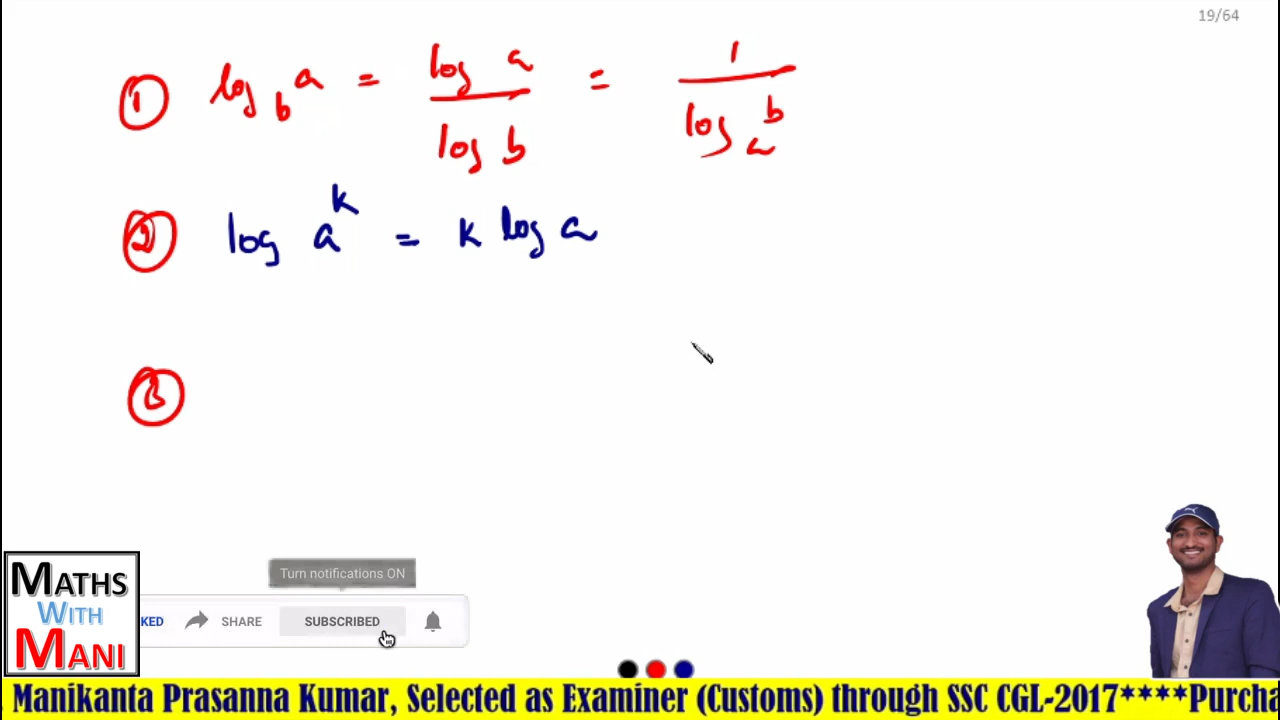 19/64
① log_b a = log a / log b = 1 / log_a b
② log a^k = k log a
③
Turn notifications ON
KED SHARE SUBSCRIBED
MATHS
WITH
MANI
Manikanta Prasanna Kumar, Selected as Examiner (Customs) through SSC CGL-2017****Purcha